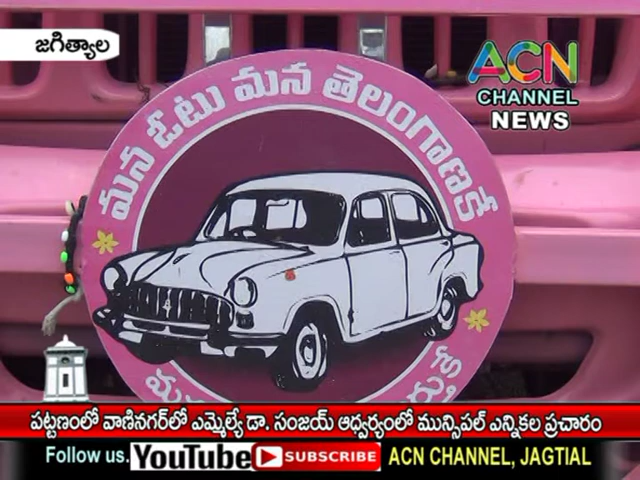 జగిత్యాల
ACN
CHANNEL
NEWS
మన ఓటు మన తెలంగాణకే
పట్టణంలో వాణినగర్‌లో ఎమ్మెల్యే డా. సంజయ్ ఆధ్వర్యంలో మున్సిపల్ ఎన్నికల ప్రచారం
Follow us. YouTube SUBSCRIBE ACN CHANNEL, JAGTIAL